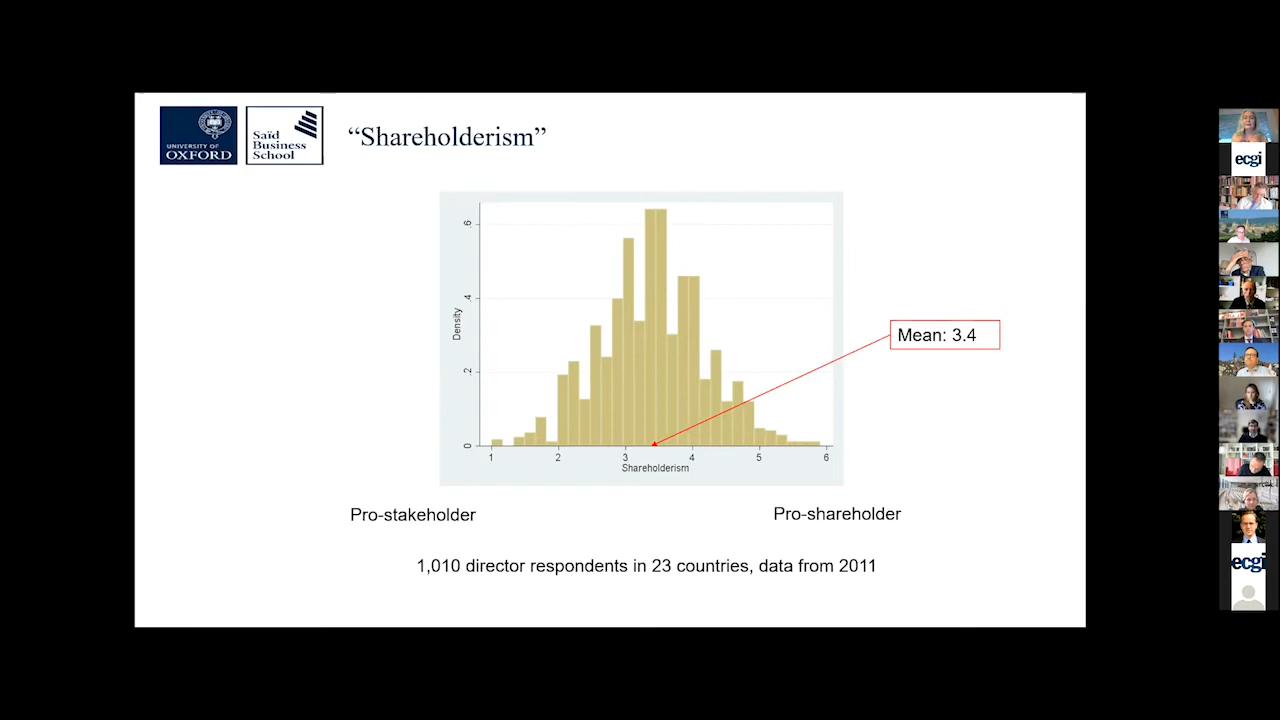 UNIVERSITY OF
OXFORD
Saïd
Business
School
“Shareholderism”
Density
0
.2
.4
.6
1
2
3
4
5
6
Shareholderism
Mean: 3.4
Pro-stakeholder
Pro-shareholder
1,010 director respondents in 23 countries, data from 2011
ecgi
ecgi